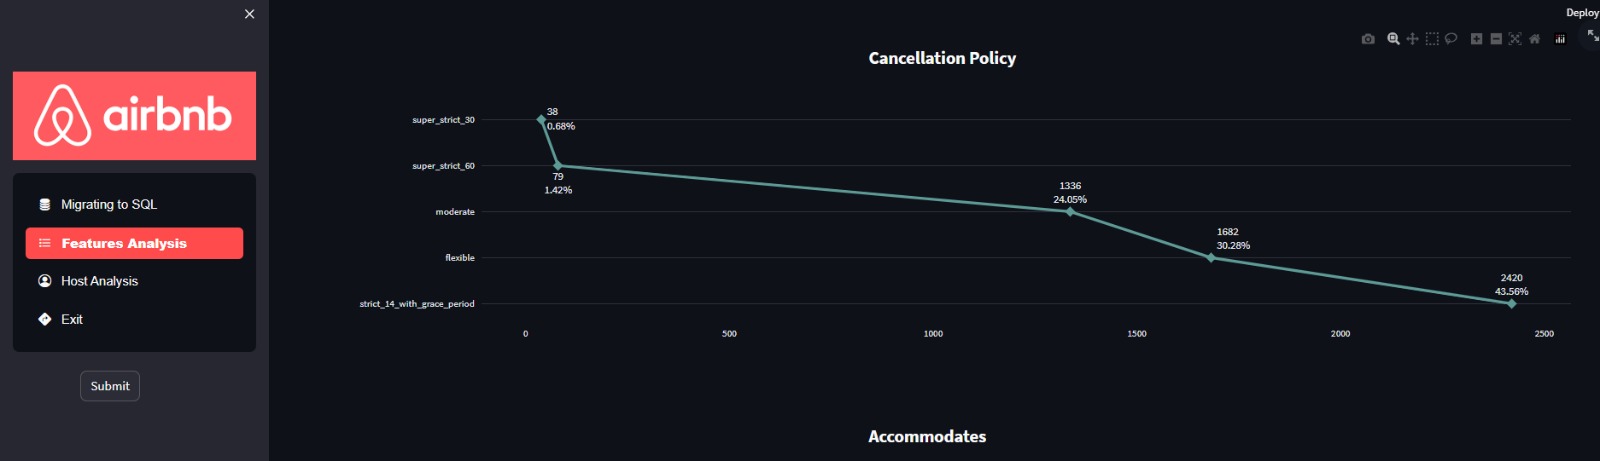 Deploy
airbnb
Migrating to SQL
Features Analysis
Host Analysis
Exit
Submit
Cancellation Policy
super_strict_30
38
0.68%
super_strict_60
79
1.42%
moderate
1336
24.05%
flexible
1682
30.28%
strict_14_with_grace_period
2420
43.56%
0 500 1000 1500 2000 2500
Accommodates